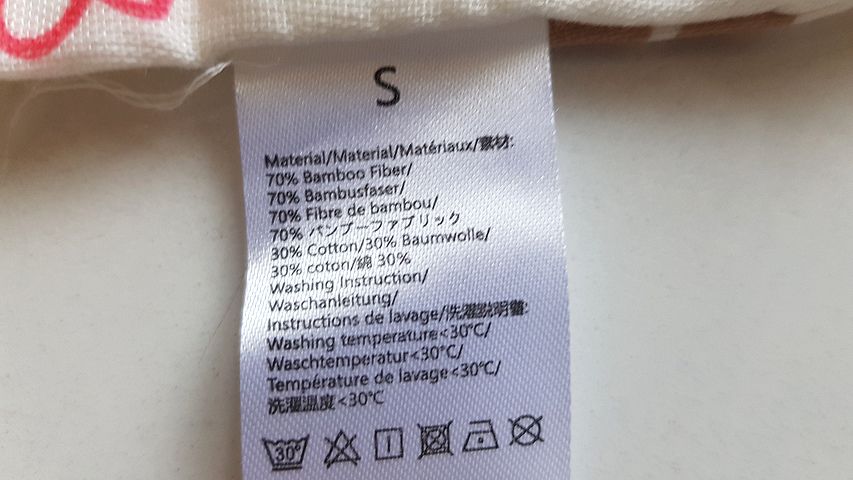 S
Material/Material/Matériaux/素材:
70% Bamboo Fiber/
70% Bambusfaser/
70% Fibre de bambou/
70% バンブーファブリック
30% Cotton/30% Baumwolle/
30% coton/綿 30%
Washing Instruction/
Waschanleitung/
Instructions de lavage/洗濯説明書:
Washing temperature<30°C/
Waschtemperatur<30°C/
Température de lavage<30°C/
洗濯温度<30°C
30°